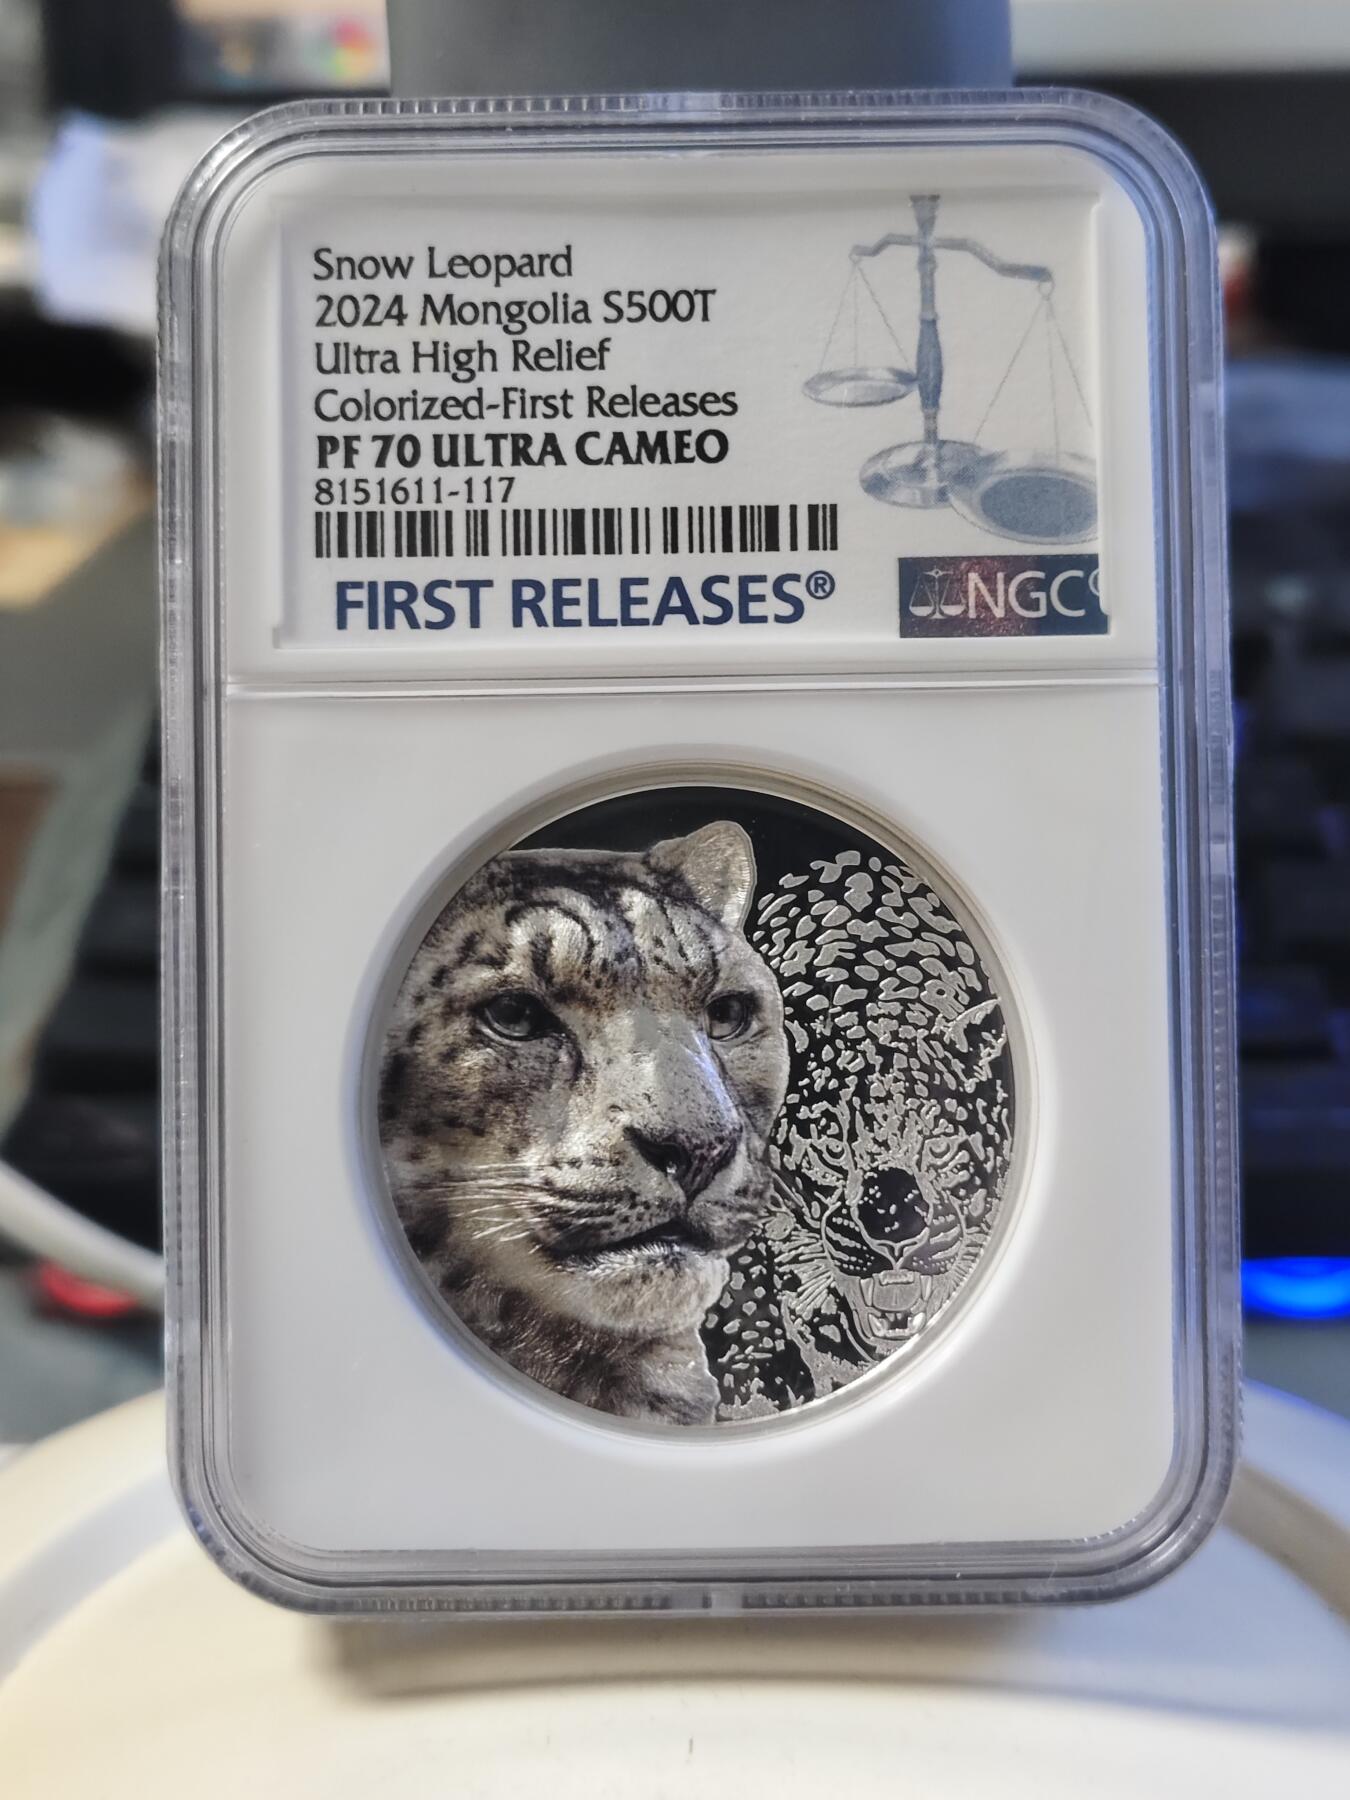 Snow Leopard
2024 Mongolia S500T
Ultra High Relief
Colorized-First Releases
PF 70 ULTRA CAMEO
8151611-117
FIRST RELEASES®
NGC